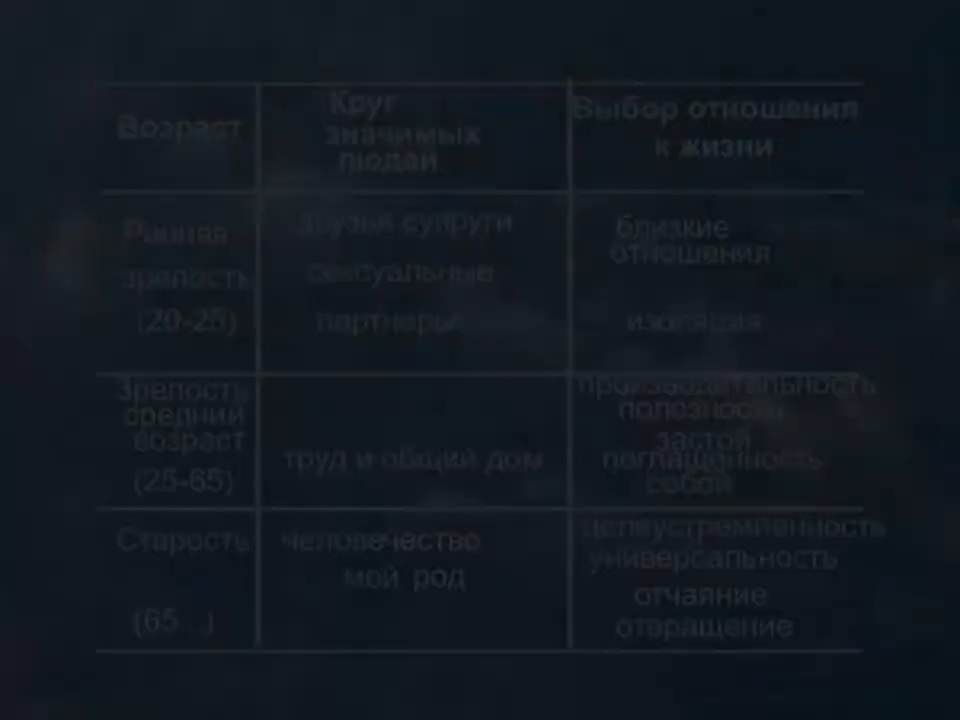 Возраст
Круг
значимых
людей
Выбор отношения
к жизни
Ранняя
зрелость
(20-25)
друзья супруги
сексуальные
партнеры
близкие
отношения
изоляция
Зрелость
средний
возраст
(25-65)
труд и общий дом
производительность
полезность
застой
поглащенность
собой
Старость
(65...)
человечество
мой род
целеустремленность
универсальность
отчаяние
отвращение